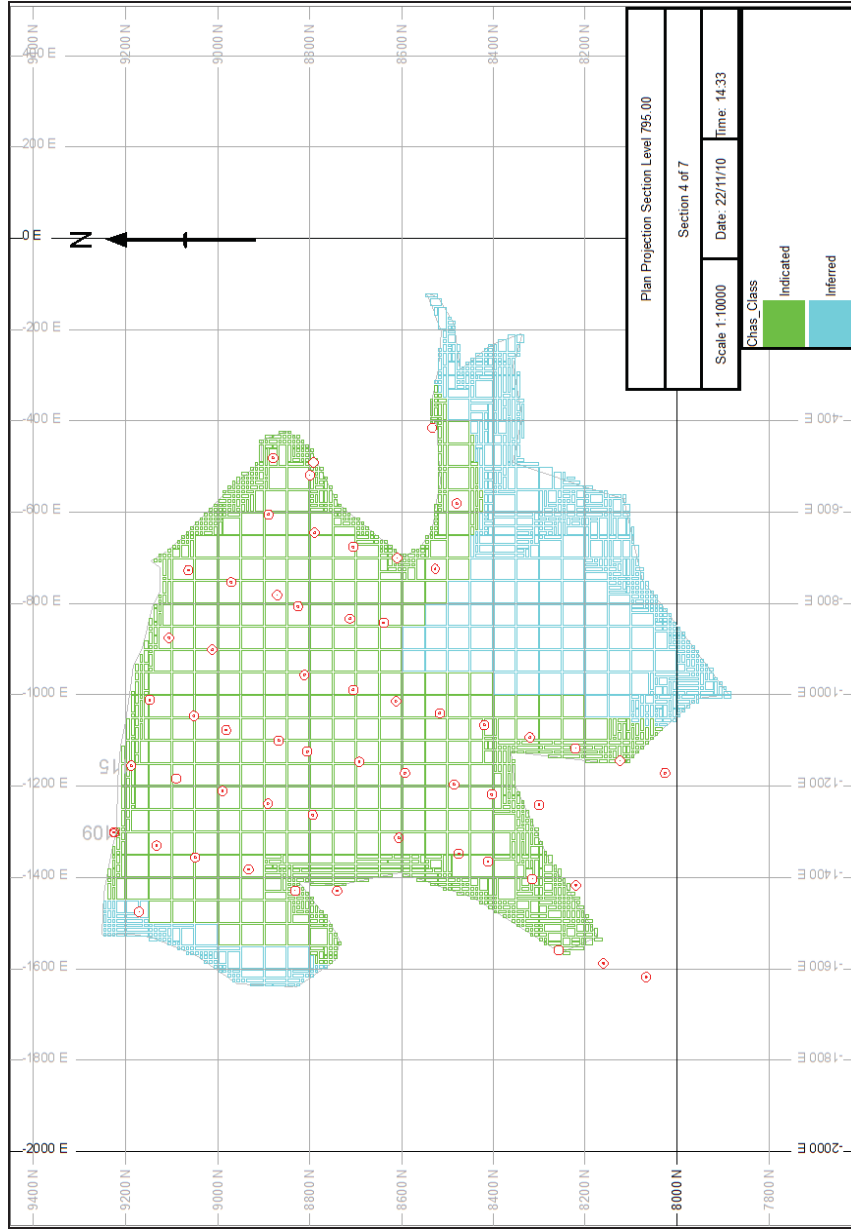 9400 N
9200 N
9000 N
8800 N
8600 N
8400 N
8200 N
400 E
200 E
0 E
-200 E
-400 E
-600 E
-800 E
-1000 E
-1200 E
-1400 E
-1600 E
-1800 E
-2000 E
N
15
109
Plan Projection Section Level 795.00
Section 4 of 7
Scale 1:10000
Date: 22/11/10
Time: 14:33
Chas_Class
Indicated
Inferred
-400 E
-600 E
-800 E
-1000 E
-1200 E
-1400 E
-1600 E
-1800 E
-2000 E
9400 N
9200 N
9000 N
8800 N
8600 N
8400 N
8200 N
8000 N
7800 N